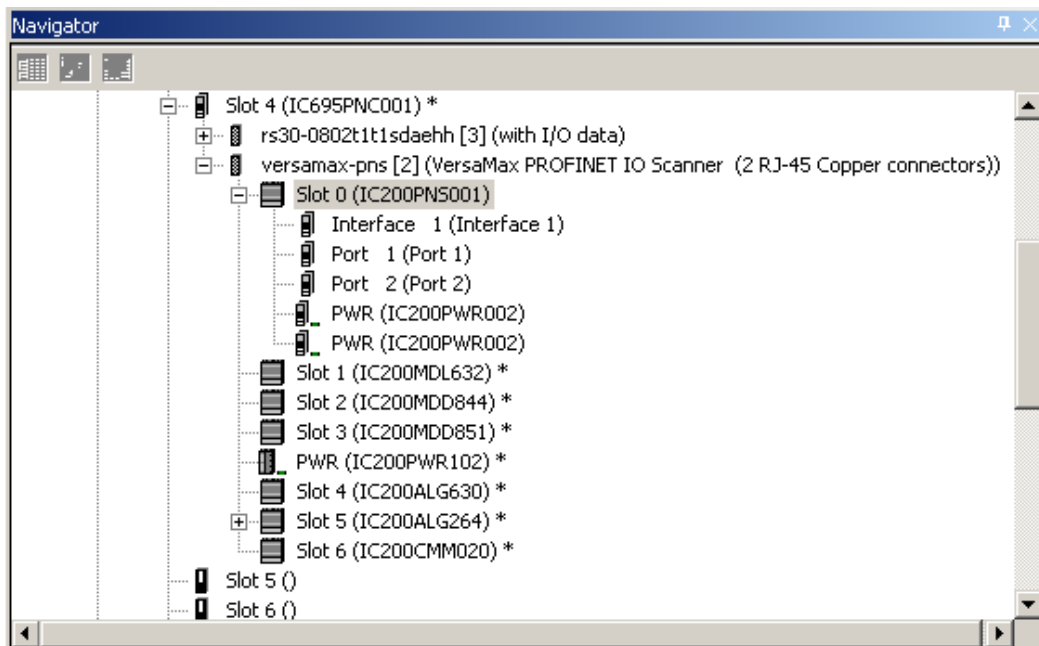 Navigator
Slot 4 (IC695PNC001) *
rs30-0802t1t1sdaehh [3] (with I/O data)
versamax-pns [2] (VersaMax PROFINET IO Scanner (2 RJ-45 Copper connectors))
Slot 0 (IC200PNS001)
Interface 1 (Interface 1)
Port 1 (Port 1)
Port 2 (Port 2)
PWR (IC200PWR002)
PWR (IC200PWR002)
Slot 1 (IC200MDL632) *
Slot 2 (IC200MDD844) *
Slot 3 (IC200MDD851) *
PWR (IC200PWR102) *
Slot 4 (IC200ALG630) *
Slot 5 (IC200ALG264) *
Slot 6 (IC200CMM020) *
Slot 5 ()
Slot 6 ()